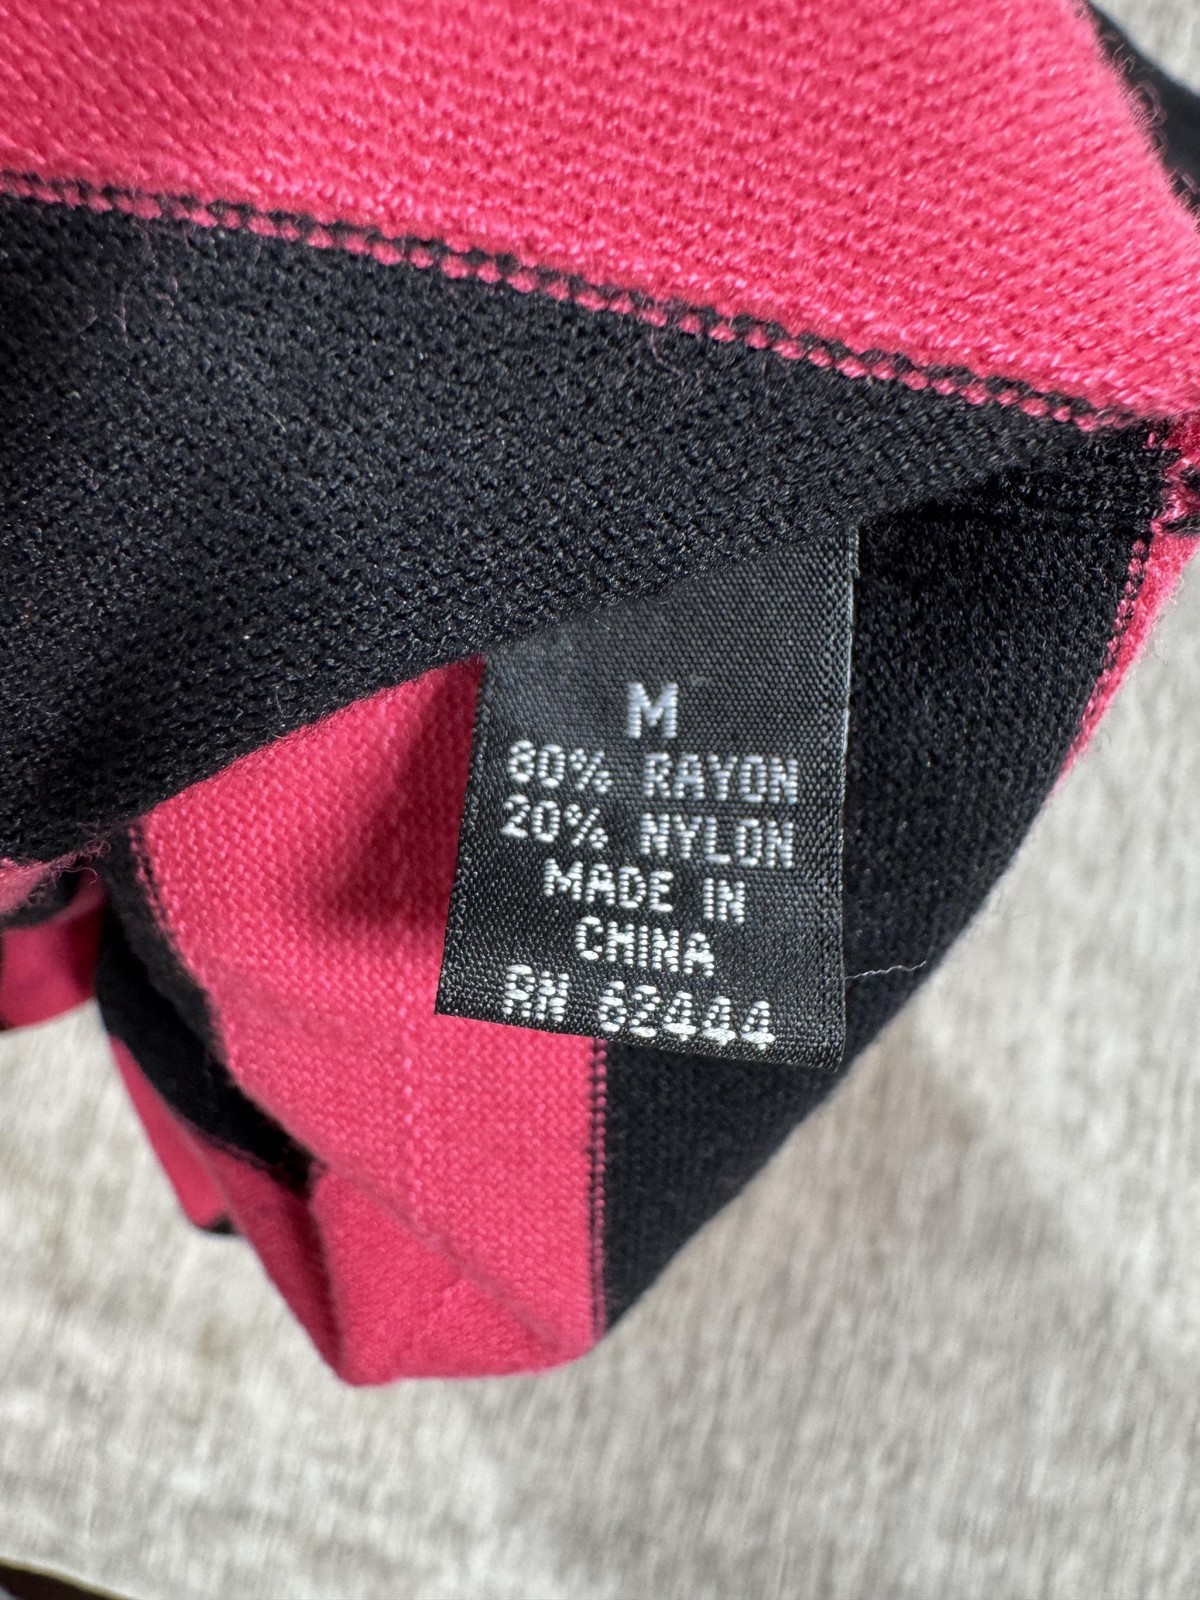 M
80% RAYON
20% NYLON
MADE IN
CHINA
RN 62444